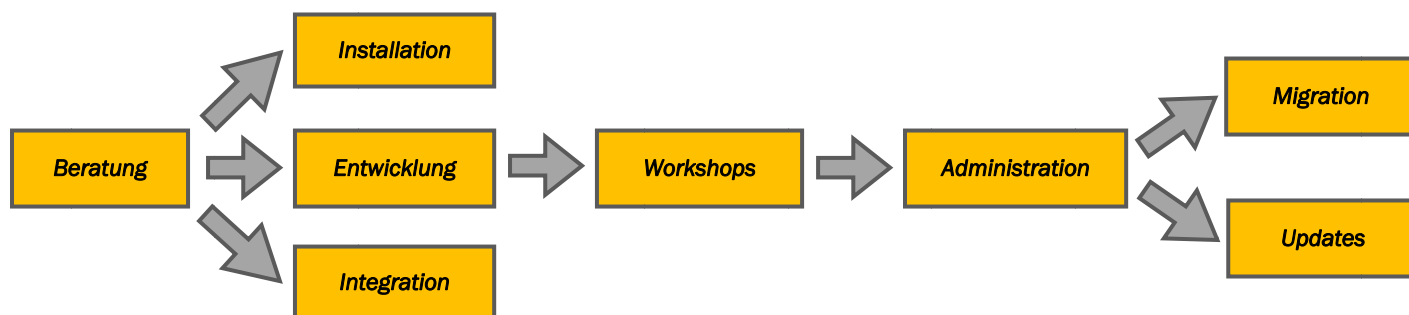 Installation
Migration
Beratung
Entwicklung
Workshops
Administration
Updates
Integration